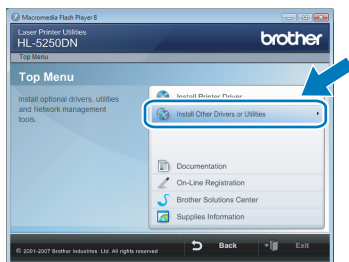 Macromedia Flash Player 8
Laser Printer Utilities
HL-5250DN
brother
Top Menu
Top Menu
Install optional drivers, utilities
and Network management
tools.
Install Printer Driver
Install Other Drivers or Utilities
Documentation
On-Line Registration
Brother Solutions Center
Supplies Information
© 2001-2007 Brother Industries Ltd. All rights reserved
Back
Exit